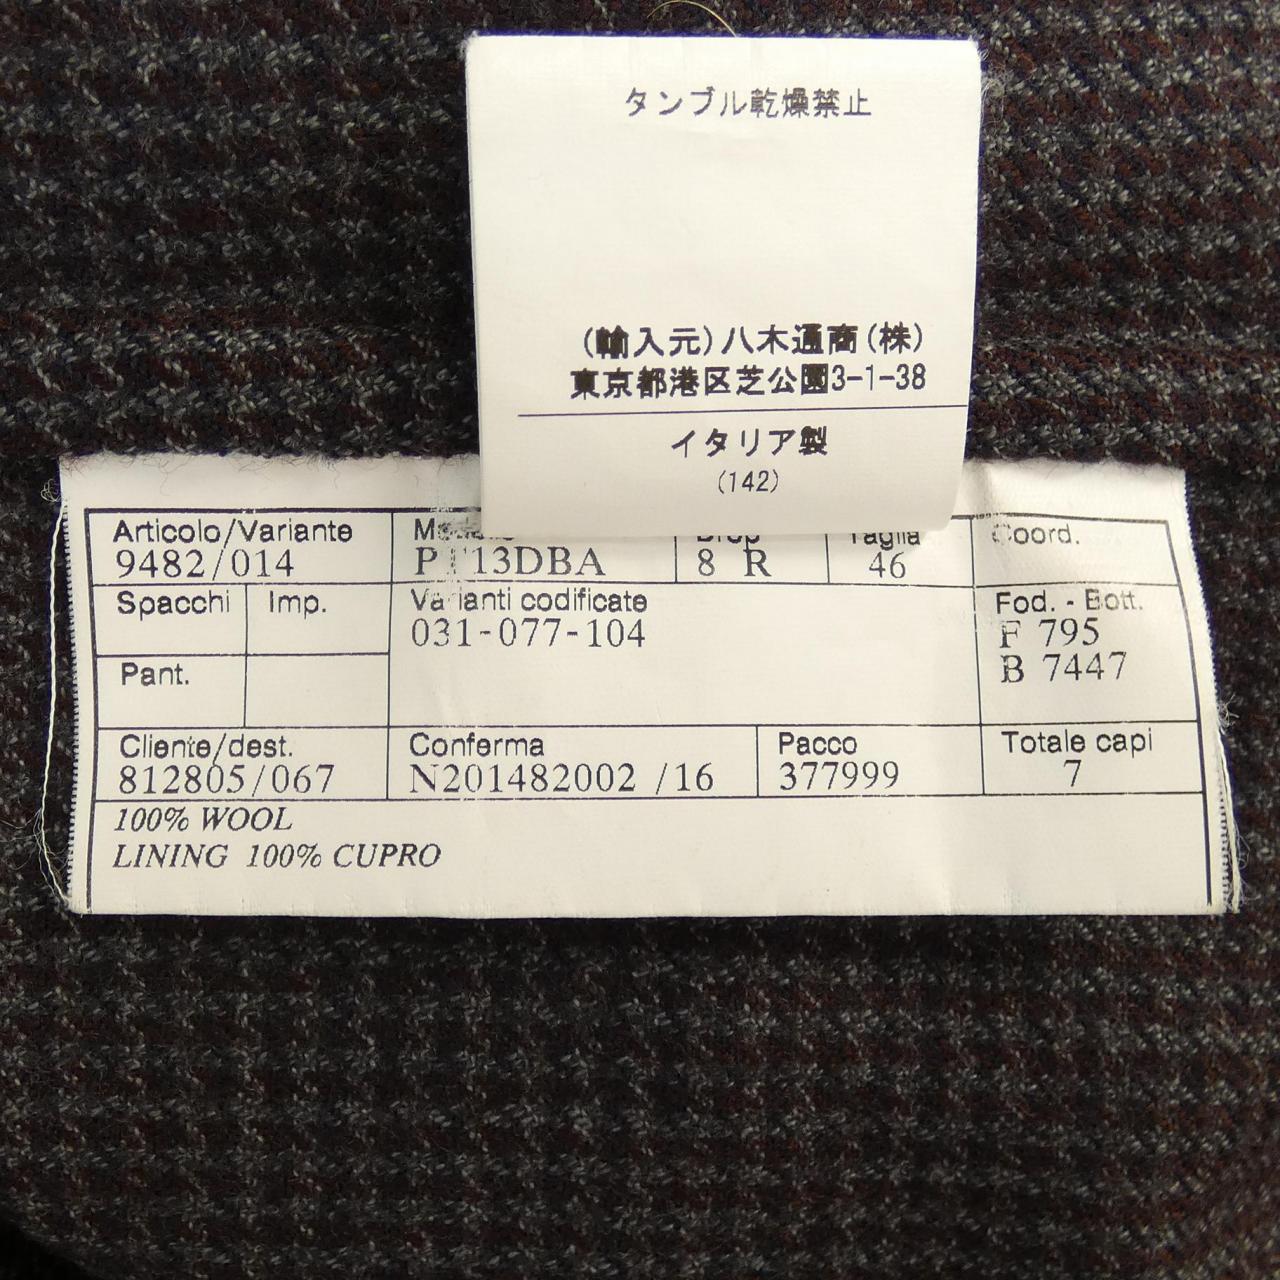 タンブル乾燥禁止
(輸入元)八木通商(株)
東京都港区芝公園3-1-38
イタリア製
(142)
Articolo/Variante
9482/014
13DBA
Drop
8 R
Taglia
46
Coord.
Spacchi
Imp.
Varianti codificate
031-077-104
Fod. - Bott.
F 795
B 7447
Pant.
Cliente/dest.
812805/067
Conferma
N201482002 /16
Pacco
377999
Totale capi
7
100% WOOL
LINING 100% CUPRO